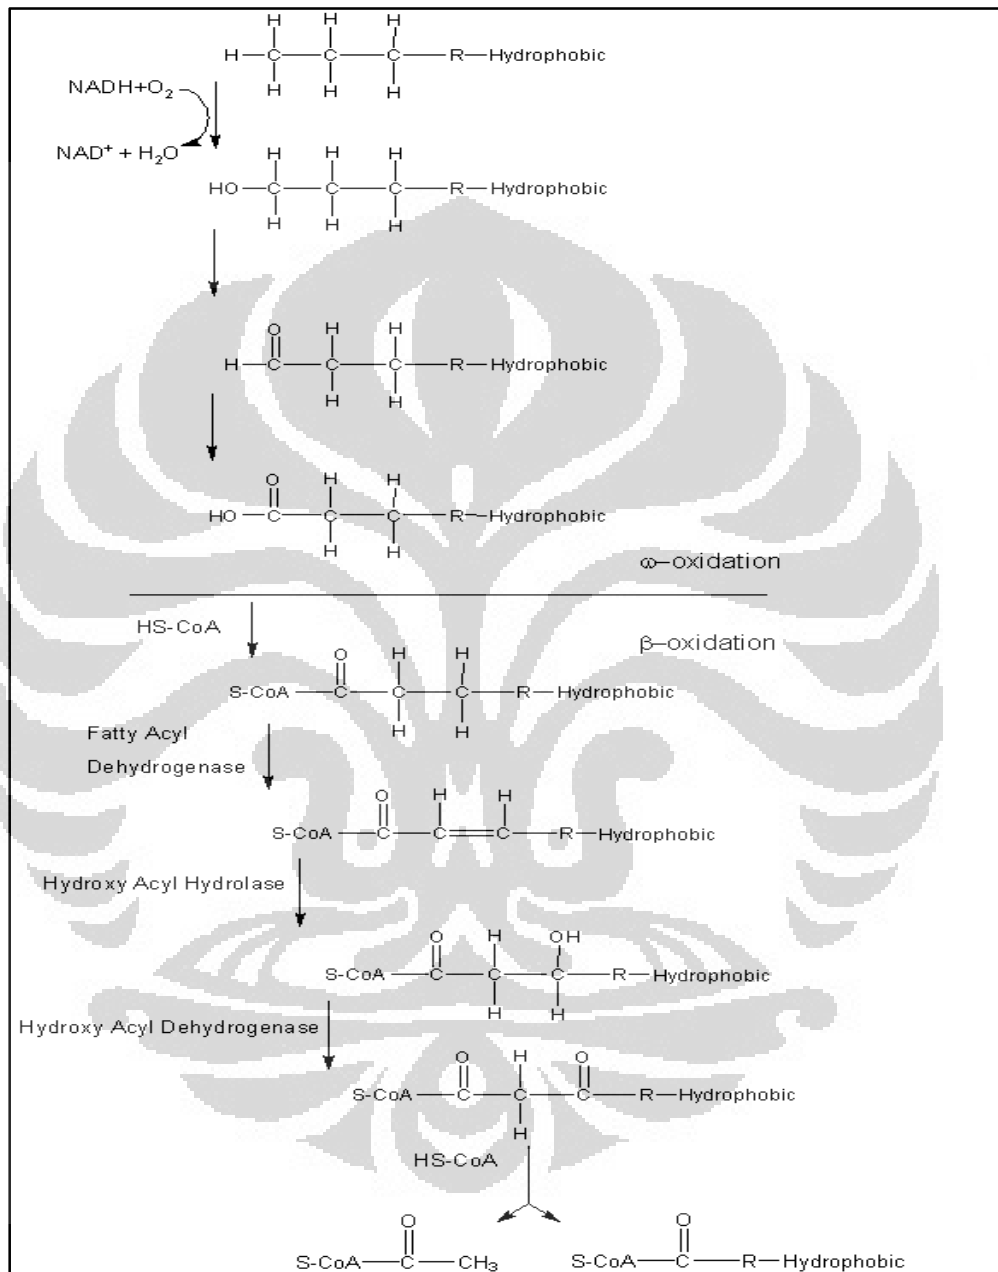 H H H
H—C—C—C—R—Hydrophobic
H H H
NADH+O₂
NAD⁺ + H₂O
H H H
HO—C—C—C—R—Hydrophobic
H H H
O H H
H—C—C—C—R—Hydrophobic
H H
O H H
HO—C—C—C—R—Hydrophobic
H H
ω–oxidation
HS-CoA
β–oxidation
O H H
S-CoA—C—C—C—R—Hydrophobic
H H
Fatty Acyl
Dehydrogenase
O H H
S-CoA—C—C=C—R—Hydrophobic
Hydroxy Acyl Hydrolase
O H OH
S-CoA—C—C—C—R—Hydrophobic
H H
Hydroxy Acyl Dehydrogenase
O H O
S-CoA—C—C—C—R—Hydrophobic
H
HS-CoA
O O
S-CoA—C—CH₃ S-CoA—C—R—Hydrophobic